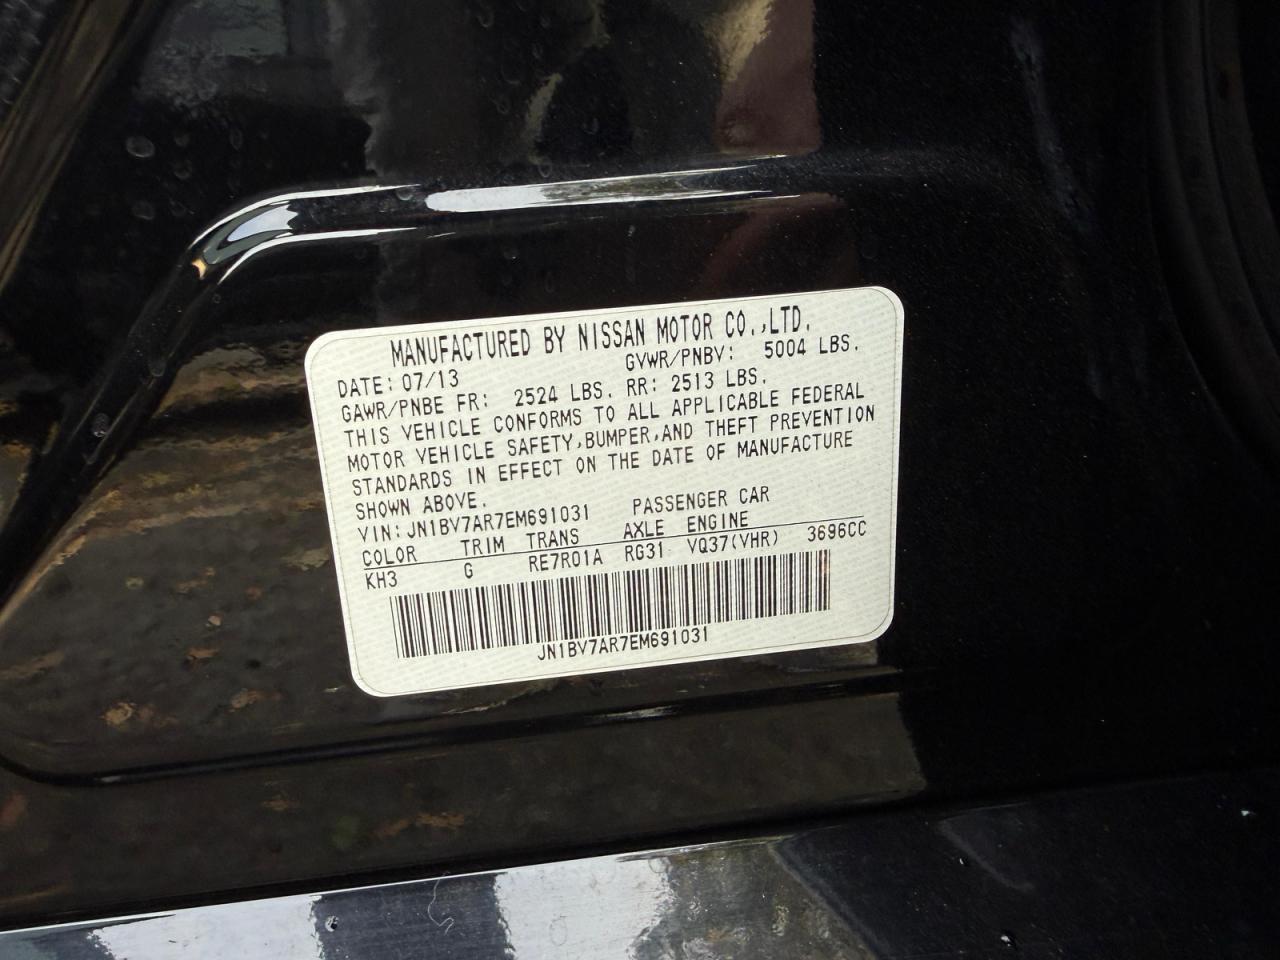 MANUFACTURED BY NISSAN MOTOR CO.,LTD.
DATE: 07/13 GVWR/PNBV: 5004 LBS.
GAWR/PNBE FR: 2524 LBS. RR: 2513 LBS.
THIS VEHICLE CONFORMS TO ALL APPLICABLE FEDERAL
MOTOR VEHICLE SAFETY,BUMPER,AND THEFT PREVENTION
STANDARDS IN EFFECT ON THE DATE OF MANUFACTURE
SHOWN ABOVE.
VIN:JN1BV7AR7EM691031 PASSENGER CAR
COLOR TRIM TRANS AXLE ENGINE
KH3 G RE7R01A RG31 VQ37(VHR) 3696CC
JN1BV7AR7EM691031